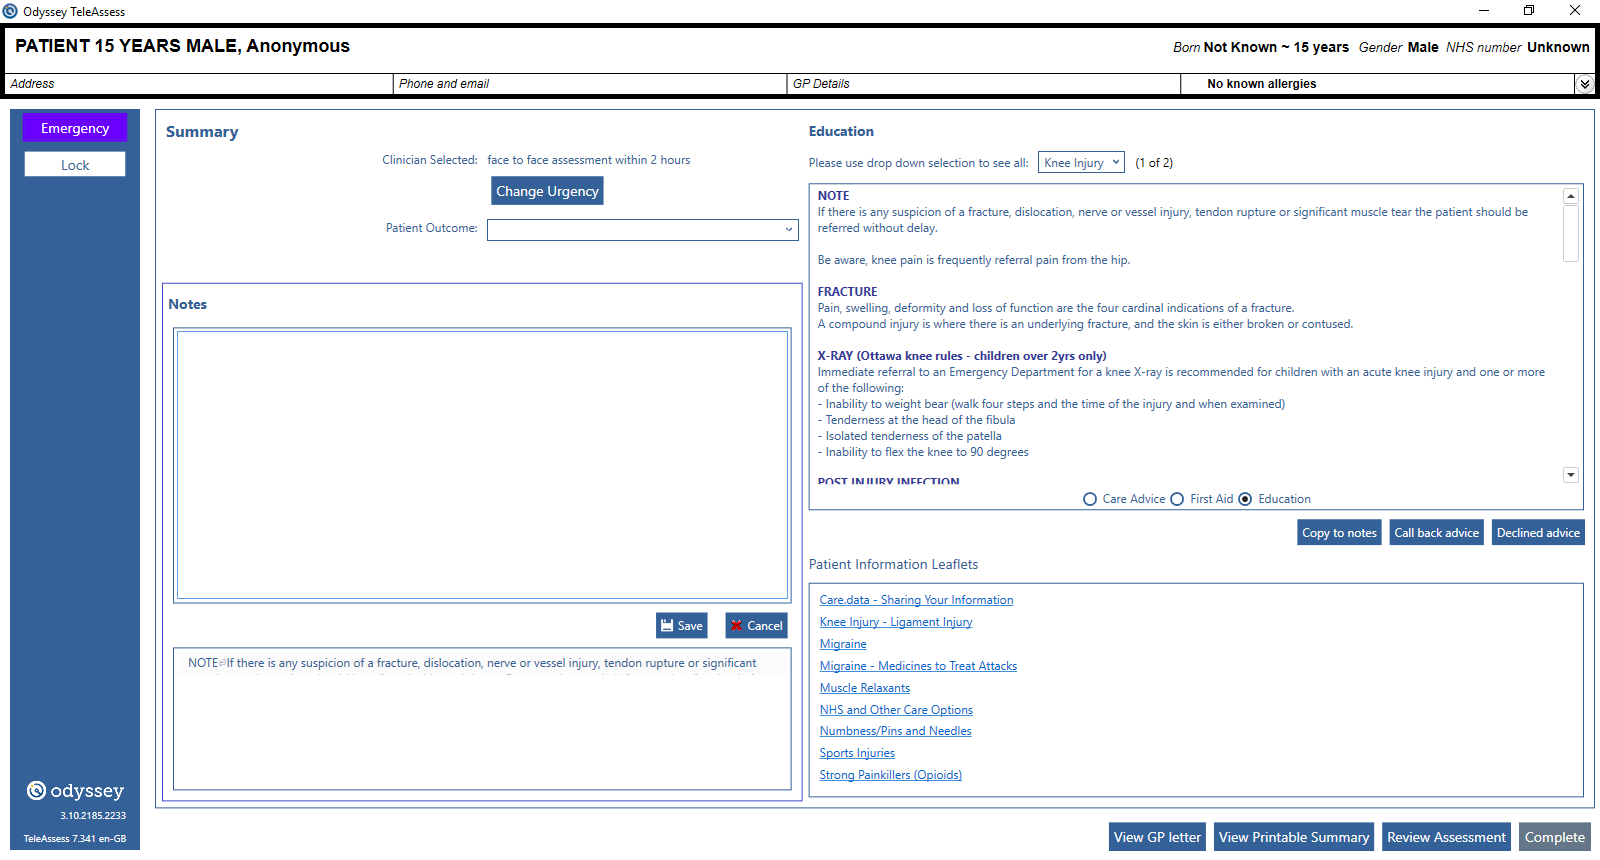 Odyssey TeleAssess
PATIENT 15 YEARS MALE, Anonymous
Born Not Known ~ 15 years Gender Male NHS number Unknown
Address
Phone and email
GP Details
No known allergies
Emergency
Lock
Summary
Clinician Selected: face to face assessment within 2 hours
Change Urgency
Patient Outcome:
Notes
Save
Cancel
NOTE⏎If there is any suspicion of a fracture, dislocation, nerve or vessel injury, tendon rupture or significant
Education
Please use drop down selection to see all: Knee Injury (1 of 2)
NOTE
If there is any suspicion of a fracture, dislocation, nerve or vessel injury, tendon rupture or significant muscle tear the patient should be
referred without delay.
Be aware, knee pain is frequently referral pain from the hip.
FRACTURE
Pain, swelling, deformity and loss of function are the four cardinal indications of a fracture.
A compound injury is where there is an underlying fracture, and the skin is either broken or contused.
X-RAY (Ottawa knee rules - children over 2yrs only)
Immediate referral to an Emergency Department for a knee X-ray is recommended for children with an acute knee injury and one or more
of the following:
- Inability to weight bear (walk four steps and the time of the injury and when examined)
- Tenderness at the head of the fibula
- Isolated tenderness of the patella
- Inability to flex the knee to 90 degrees
POST INJURY INFECTION
Care Advice First Aid Education
Copy to notes
Call back advice
Declined advice
Patient Information Leaflets
Care.data - Sharing Your Information
Knee Injury - Ligament Injury
Migraine
Migraine - Medicines to Treat Attacks
Muscle Relaxants
NHS and Other Care Options
Numbness/Pins and Needles
Sports Injuries
Strong Painkillers (Opioids)
odyssey
3.10.2185.2233
TeleAssess 7.341 en-GB
View GP letter
View Printable Summary
Review Assessment
Complete